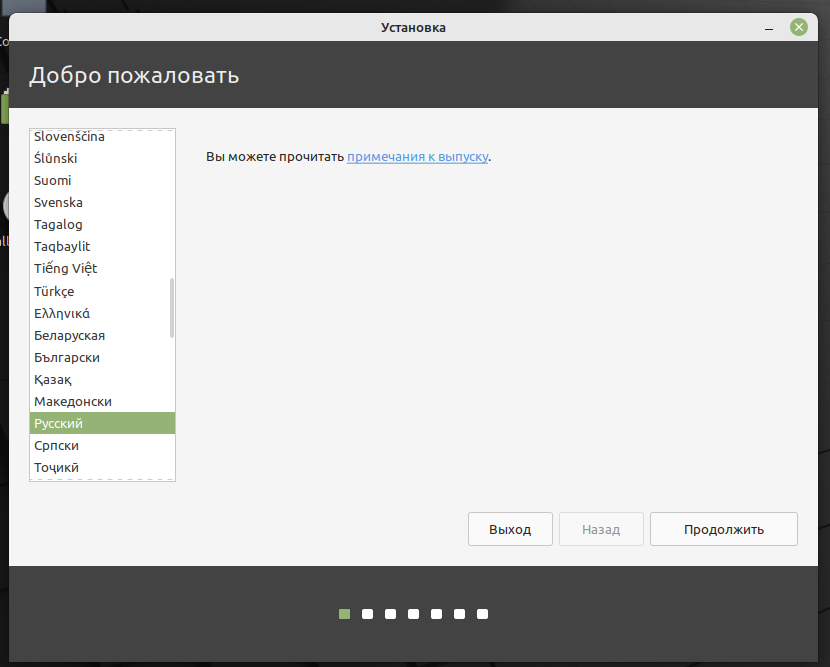 Установка
Добро пожаловать
Slovenščina
Ślůnski
Suomi
Svenska
Tagalog
Taqbaylit
Tiếng Việt
Türkçe
Ελληνικά
Беларуская
Български
Қазақ
Македонски
Русский
Српски
Тоҷикӣ
Вы можете прочитать примечания к выпуску.
Выход
Назад
Продолжить